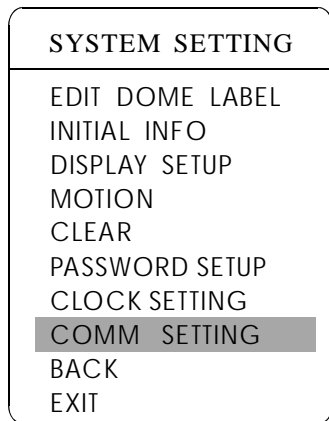 SYSTEM SETTING
EDIT DOME LABEL
INITIAL INFO
DISPLAY SETUP
MOTION
CLEAR
PASSWORD SETUP
CLOCK SETTING
COMM SETTING
BACK
EXIT